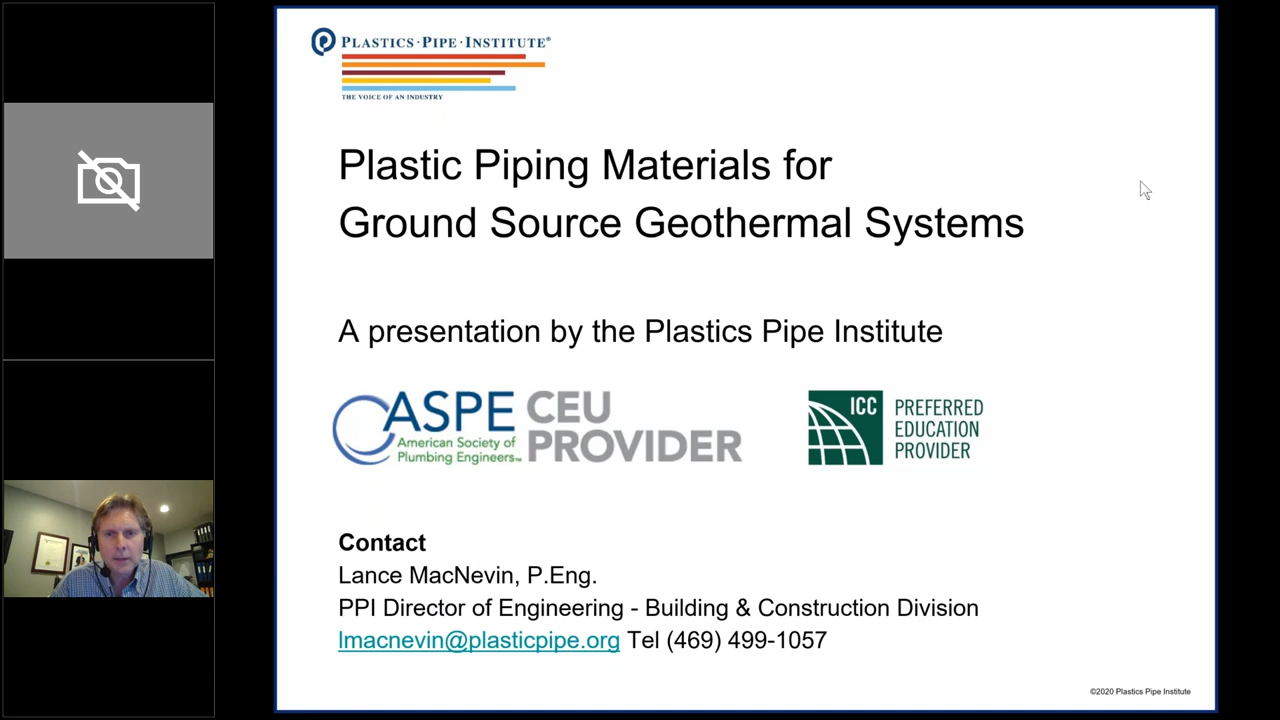 PLASTICS·PIPE·INSTITUTE®
THE VOICE OF AN INDUSTRY
Plastic Piping Materials for
Ground Source Geothermal Systems
A presentation by the Plastics Pipe Institute
ASPE CEU
American Society of PROVIDER
Plumbing Engineers™
ICC PREFERRED
EDUCATION
PROVIDER
Contact
Lance MacNevin, P.Eng.
PPI Director of Engineering - Building & Construction Division
lmacnevin@plasticpipe.org Tel (469) 499-1057
©2020 Plastics Pipe Institute